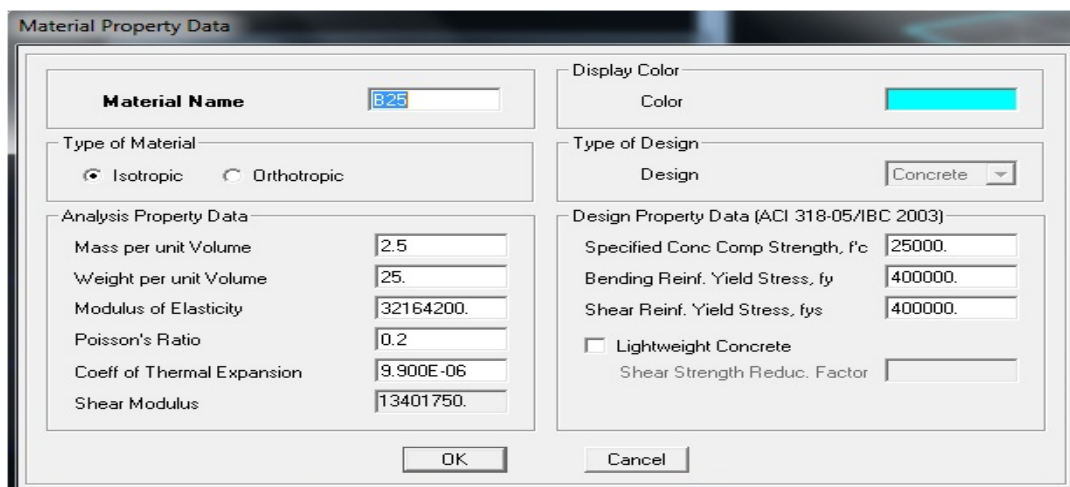 Material Property Data
Material Name B25
Display Color
Color
Type of Material
Isotropic Orthotropic
Type of Design
Design Concrete
Analysis Property Data
Mass per unit Volume 2.5
Weight per unit Volume 25.
Modulus of Elasticity 32164200.
Poisson's Ratio 0.2
Coeff of Thermal Expansion 9.900E-06
Shear Modulus 13401750.
Design Property Data (ACI 318-05/IBC 2003)
Specified Conc Comp Strength, f'c 25000.
Bending Reinf. Yield Stress, fy 400000.
Shear Reinf. Yield Stress, fys 400000.
Lightweight Concrete
Shear Strength Reduc. Factor
OK Cancel